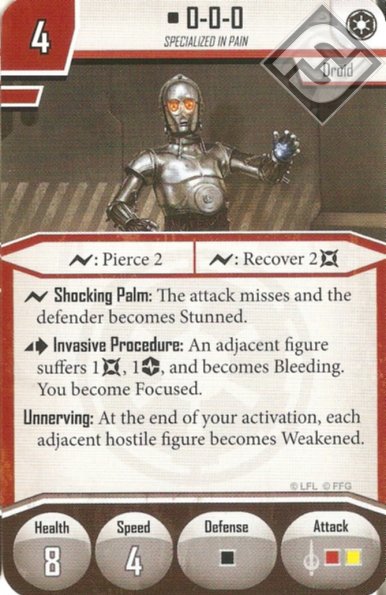 4
0-0-0
SPECIALIZED IN PAIN
Droid
: Pierce 2
: Recover 2
Shocking Palm: The attack misses and the
defender becomes Stunned.
Invasive Procedure: An adjacent figure
suffers 1, 1, and becomes Bleeding.
You become Focused.
Unnerving: At the end of your activation, each
adjacent hostile figure becomes Weakened.
© LFL © FFG
Health
Speed
Defense
Attack
8
4